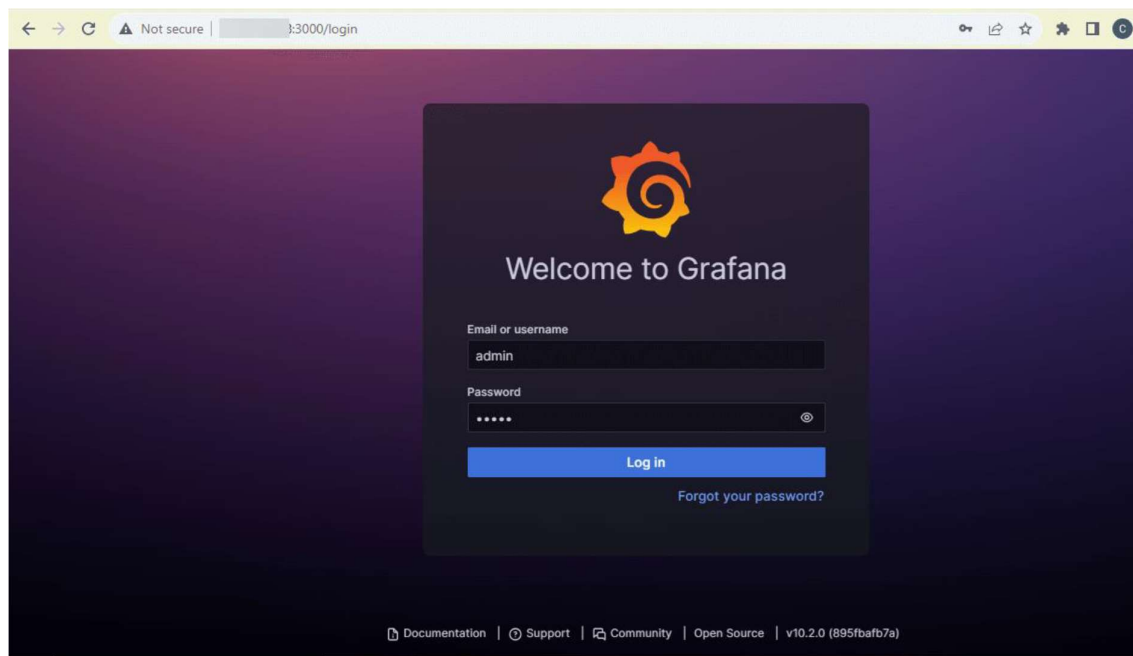 Not secure :3000/login
C
Welcome to Grafana
Email or username
admin
Password
Log in
Forgot your password?
Documentation | Support | Community | Open Source | v10.2.0 (895fbafb7a)